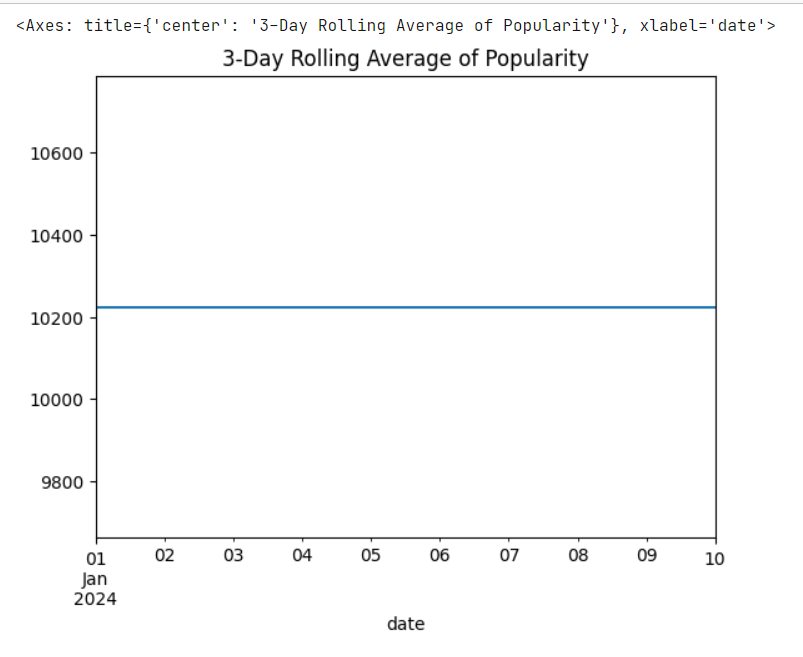 <Axes: title={'center': '3-Day Rolling Average of Popularity'}, xlabel='date'>
3-Day Rolling Average of Popularity
10600
10400
10200
10000
9800
01 02 03 04 05 06 07 08 09 10
Jan
2024
date